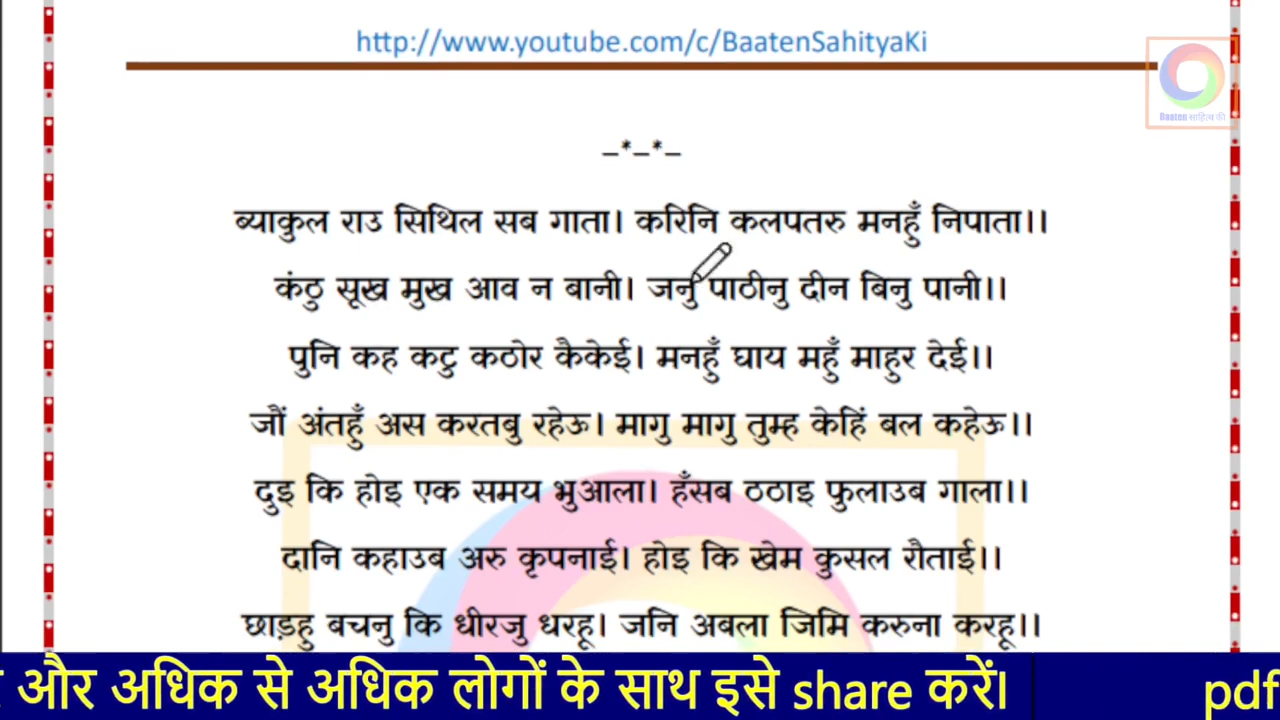 http://www.youtube.com/c/BaatenSahityaKi
Baaten साहित्य की
–*–*–
ब्याकुल राउ सिथिल सब गाता। करिनि कलपतरु मनहुँ निपाता।।
कंठु सूख मुख आव न बानी। जनु पाठीनु दीन बिनु पानी।।
पुनि कह कटु कठोर कैकेई। मनहुँ घाय महुँ माहुर देई।।
जौं अंतहुँ अस करतबु रहेऊ। मागु मागु तुम्ह केहिं बल कहेऊ।।
दुइ कि होइ एक समय भुआला। हँसब ठठाइ फुलाउब गाला।।
दानि कहाउब अरु कृपनाई। होइ कि खेम कुसल रौताई।।
छाड़हु बचनु कि धीरजु धरहू। जनि अबला जिमि करुना करहू।।
और अधिक से अधिक लोगों के साथ इसे share करें। pdf